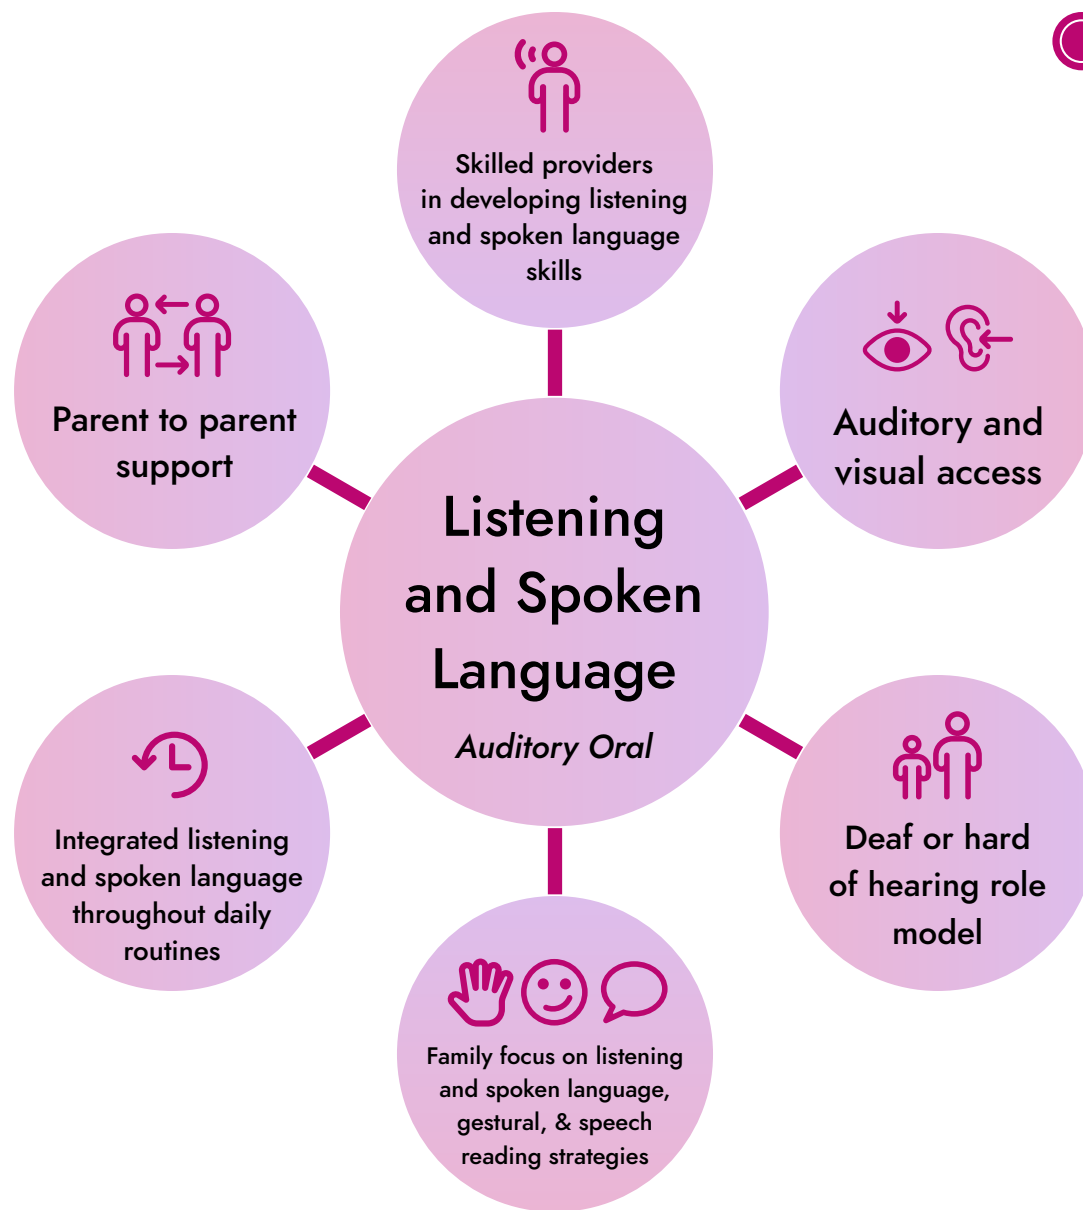 Skilled providers
in developing listening
and spoken language
skills
Parent to parent
support
Auditory and
visual access
Listening
and Spoken
Language
Auditory Oral
Integrated listening
and spoken language
throughout daily
routines
Deaf or hard
of hearing role
model
Family focus on listening
and spoken language,
gestural, & speech
reading strategies